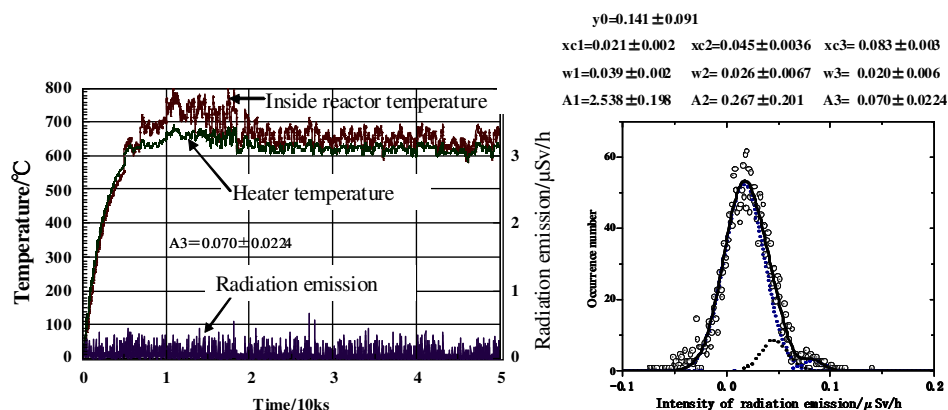 y0=0.141±0.091
xc1=0.021±0.002 xc2=0.045±0.0036 xc3= 0.083±0.003
w1=0.039±0.002 w2=0.026±0.0067 w3= 0.020±0.006
A1=2.538±0.198 A2=0.267±0.201 A3= 0.070±0.0224
800
700
600
500
400
300
200
100
0
Temperature/℃
Inside reactor temperature
Heater temperature
A3=0.070±0.0224
Radiation emission
0 1 2 3 4 5
Time/10ks
3
2
1
0
Radiation emission/μSv/h
60
40
20
0
Occurrence number
-0.1 0.0 0.1 0.2
Intensity of radiation emission/μSv/h